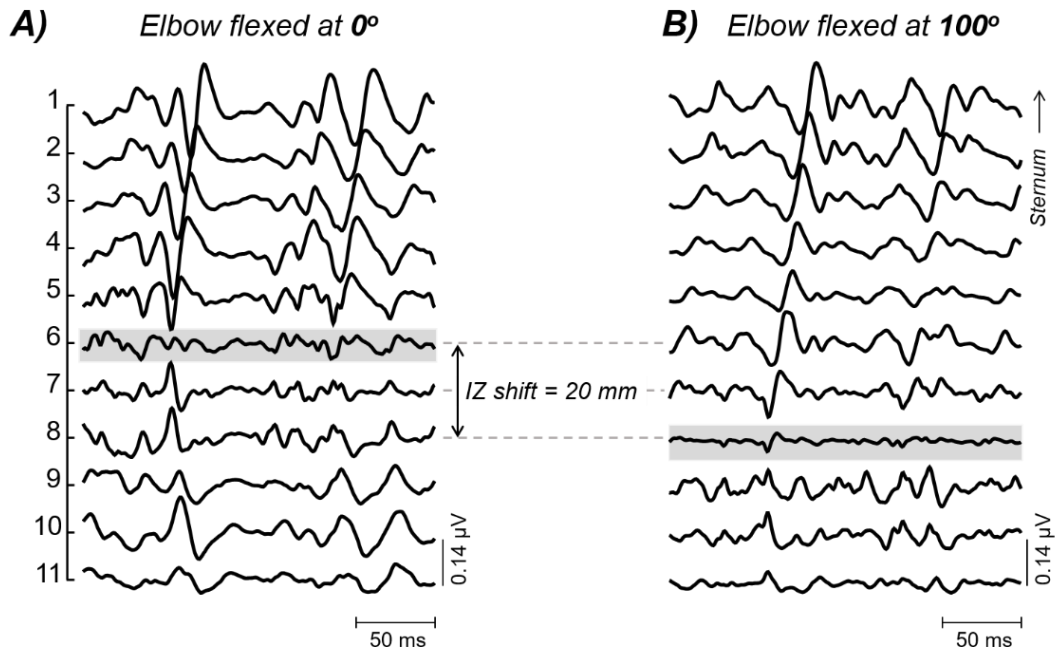 A) Elbow flexed at 0º
B) Elbow flexed at 100º
1
2
3
4
5
6
7
8
9
10
11
IZ shift = 20 mm
Sternum
0.14 µV
50 ms
0.14 µV
50 ms